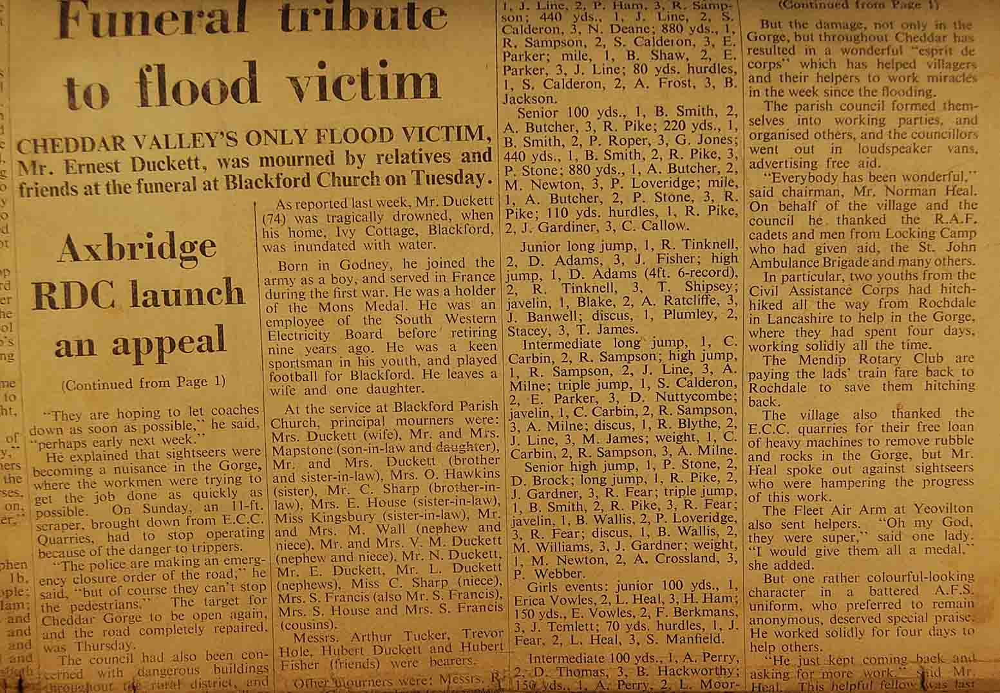 Funeral tribute
to flood victim
CHEDDAR VALLEY'S ONLY FLOOD VICTIM,
Mr. Ernest Duckett, was mourned by relatives and
friends at the funeral at Blackford Church on Tuesday.
As reported last week, Mr. Duckett
(74) was tragically drowned, when
his home, Ivy Cottage, Blackford,
was inundated with water.
Born in Godney, he joined the
army as a boy, and served in France
during the first war. He was a holder
of the Mons Medal. He was an
employee of the South Western
Electricity Board before retiring
nine years ago. He was a keen
sportsman in his youth, and played
football for Blackford. He leaves a
wife and one daughter.
At the service at Blackford Parish
Church, principal mourners were:
Mrs. Duckett (wife), Mr. and Mrs.
Mapstone (son-in-law and daughter),
Mr. and Mrs. Duckett (brother
and sister-in-law), Mrs. O. Hawkins
(sister), Mr. C. Sharp (brother-in-
law), Mrs. E. House (sister-in-law),
Miss Kingsbury (sister-in-law), Mr.
and Mrs. M. Wall (nephew and
niece), Mr. and Mrs. V. M. Duckett
(nephew and niece), Mr. N. Duckett,
Mr. E. Duckett, Mr. L. Duckett
(nephews), Miss C. Sharp (niece),
Mrs. S. Francis (also Mr. S. Francis),
Mrs. S. House and Mrs. S. Francis
(cousins).
Messrs. Arthur Tucker, Trevor
Hole, Hubert Duckett and Hubert
Fisher (friends) were bearers.
Other mourners were: Messrs. R.
Axbridge
RDC launch
an appeal
(Continued from Page 1)
"They are hoping to let coaches
down as soon as possible," he said,
"perhaps early next week."
He explained that sightseers were
becoming a nuisance in the Gorge,
where the workmen were trying to
get the job done as quickly as
possible. On Sunday, an 11-ft.
scraper, brought down from E.C.C.
Quarries, had to stop operating
because of the danger to trippers.
"The police are making an emerg-
ency closure order of the road," he
said, "but of course they can't stop
the pedestrians." The target for
Cheddar Gorge to be open again,
and the road completely repaired,
was Thursday.
The council had also been con-
cerned with dangerous buildings
throughout the rural district, and
1, J. Line, 2, P. Ham, 3, R. Samp-
son; 440 yds., 1, J. Line, 2, S.
Calderon, 3, N. Deane; 880 yds., 1,
R. Sampson, 2, S. Calderon, 3, E.
Parker; mile, 1, B. Shaw, 2, E.
Parker, 3, J. Line; 80 yds. hurdles,
1, S. Calderon, 2, A. Frost, 3, B.
Jackson.
Senior 100 yds., 1, B. Smith, 2,
A. Butcher, 3, R. Pike; 220 yds., 1,
B. Smith, 2, P. Roper, 3, G. Jones;
440 yds., 1, B. Smith, 2, R. Pike, 3,
P. Stone; 880 yds., 1, A. Butcher, 2,
M. Newton, 3, P. Loveridge; mile,
1, A. Butcher, 2, P. Stone, 3, R.
Pike; 110 yds. hurdles, 1, R. Pike,
2, J. Gardiner, 3, C. Callow.
Junior long jump, 1, R. Tinknell,
2, D. Adams, 3, J. Fisher; high
jump, 1, D. Adams (4ft. 6-record),
2, R. Tinknell, 3, T. Shipsey;
javelin, 1, Blake, 2, A. Ratcliffe, 3,
J. Banwell; discus, 1, Plumley, 2,
Stacey, 3, T. James.
Intermediate long jump, 1, C.
Carbin, 2, R. Sampson; high jump,
1, R. Sampson, 2, J. Line, 3, A.
Milne; triple jump, 1, S. Calderon,
2, E. Parker, 3, D. Nuttycombe;
javelin, 1, C. Carbin, 2, R. Sampson,
3, A. Milne; discus, 1, R. Blythe, 2,
J. Line, 3, M. James; weight, 1, C.
Carbin, 2, R. Sampson, 3, A. Milne.
Senior high jump, 1, P. Stone, 2,
D. Brock; long jump, 1, R. Pike, 2,
J. Gardner, 3, R. Fear; triple jump,
1, B. Smith, 2, R. Pike, 3, R. Fear;
javelin, 1, B. Wallis, 2, P. Loveridge,
3, R. Fear; discus, 1, B. Wallis, 2,
M. Williams, 3, J. Gardner; weight,
1, M. Newton, 2, A. Crossland, 3,
P. Webber.
Girls events: junior 100 yds., 1,
Erica Vowles, 2, L. Heal, 3, H. Ham;
150 yds., E. Vowles, 2, F. Berkmans,
3, J. Temlett; 70 yds. hurdles, 1, J.
Fear, 2, L. Heal, 3, S. Manfield.
Intermediate 100 yds., 1, A. Perry,
2, D. Thomas, 3, B. Hackworthy;
150 yds., 1, A. Perry, 2, L. Moor-
(Continued from Page 1)
But the damage, not only in the
Gorge, but throughout Cheddar has
resulted in a wonderful "esprit de
corps" which has helped villagers
and their helpers to work miracles
in the week since the flooding.
The parish council formed them-
selves into working parties, and
organised others, and the councillors
went out in loudspeaker vans,
advertising free aid.
"Everybody has been wonderful,"
said chairman, Mr. Norman Heal.
On behalf of the village and the
council he thanked the R.A.F.
cadets and men from Locking Camp
who had given aid, the St. John
Ambulance Brigade and many others.
In particular, two youths from the
Civil Assistance Corps had hitch-
hiked all the way from Rochdale
in Lancashire to help in the Gorge,
where they had spent four days,
working solidly all the time.
The Mendip Rotary Club are
paying the lads' train fare back to
Rochdale to save them hitching
back.
The village also thanked the
E.C.C. quarries for their free loan
of heavy machines to remove rubble
and rocks in the Gorge, but Mr.
Heal spoke out against sightseers
who were hampering the progress
of this work.
The Fleet Air Arm at Yeovilton
also sent helpers. "Oh my God,
they were super," said one lady.
"I would give them all a medal,"
she added.
But one rather colourful-looking
character in a battered A.F.S.
uniform, who preferred to remain
anonymous, deserved special praise.
He worked solidly for four days to
help others.
"He just kept coming back and
asking for more work," said Mr.
Heal. This helpful fellow was last